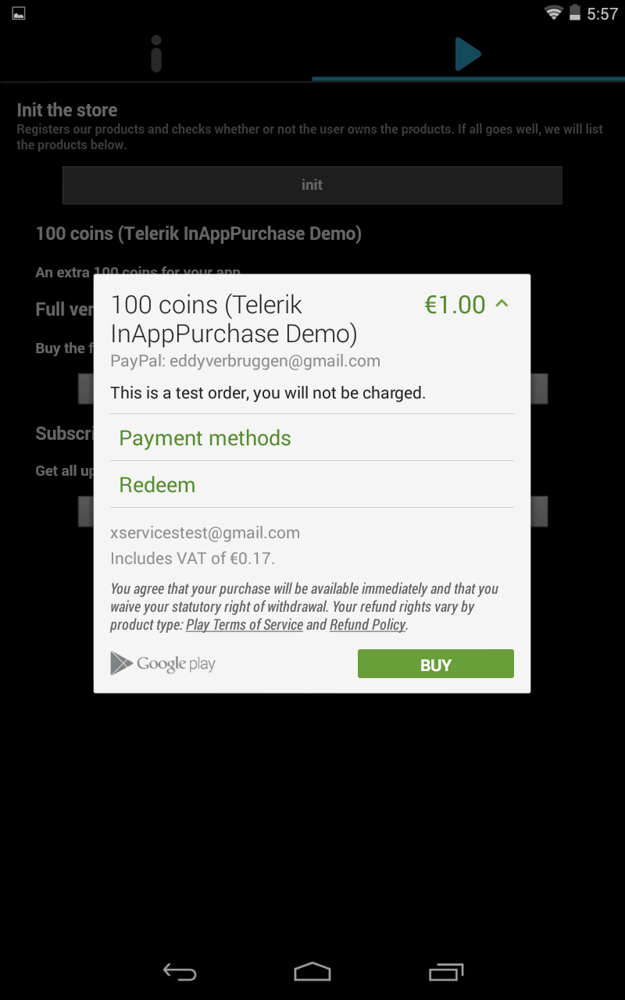 5:57
Init the store
Registers our products and checks whether or not the user owns the products. If all goes well, we will list
the products below.
init
100 coins (Telerik InAppPurchase Demo)
An extra 100 coins for your app
Full ver
Buy the f
Subscri
Get all up
100 coins (Telerik
InAppPurchase Demo)
€1.00
PayPal: eddyverbruggen@gmail.com
This is a test order, you will not be charged.
Payment methods
Redeem
xservicestest@gmail.com
Includes VAT of €0.17.
You agree that your purchase will be available immediately and that you
waive your statutory right of withdrawal. Your refund rights vary by
product type: Play Terms of Service and Refund Policy.
Google play
BUY